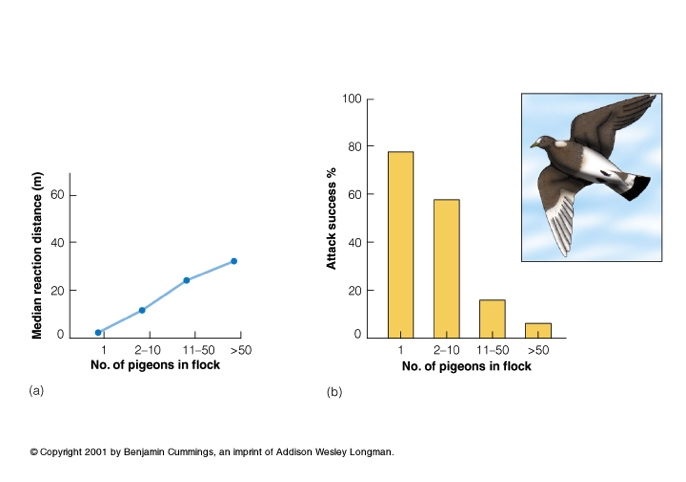 Median reaction distance (m)
60
40
20
0
1 2–10 11–50 >50
No. of pigeons in flock
(a)
Attack success %
100
80
60
40
20
0
1 2–10 11–50 >50
No. of pigeons in flock
(b)
© Copyright 2001 by Benjamin Cummings, an imprint of Addison Wesley Longman.